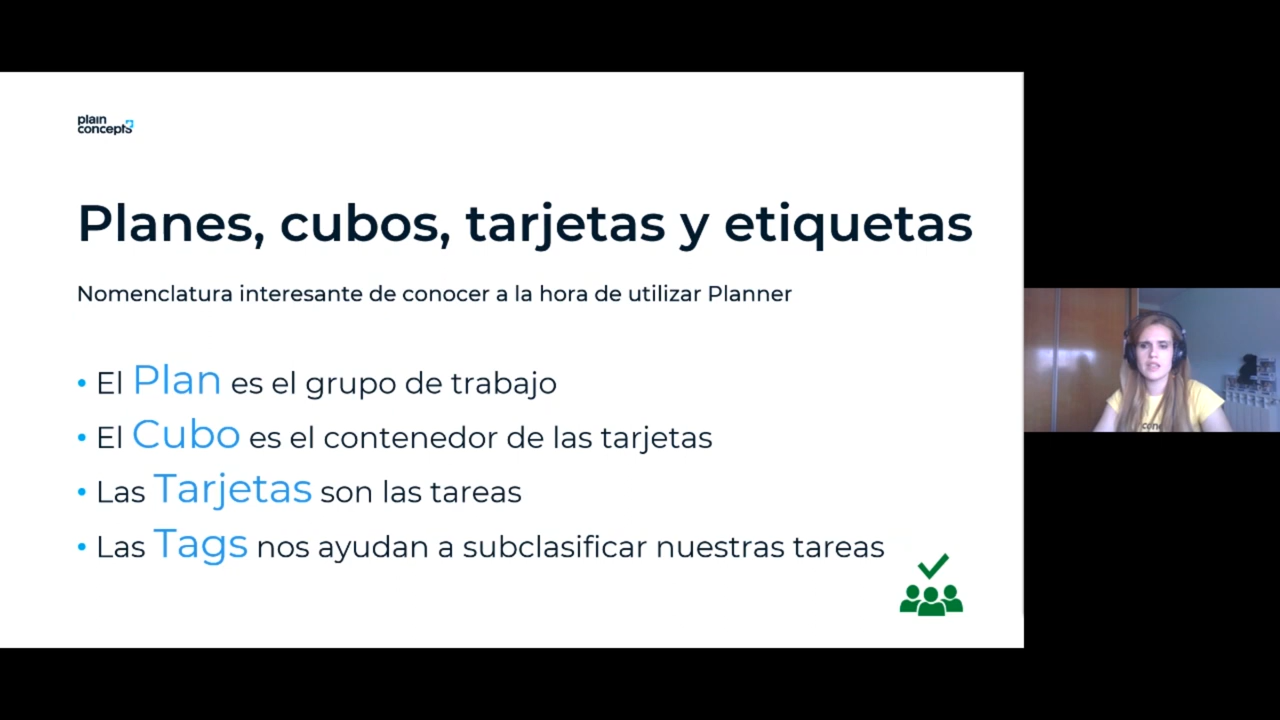 plain
concepts
Planes, cubos, tarjetas y etiquetas
Nomenclatura interesante de conocer a la hora de utilizar Planner
• El Plan es el grupo de trabajo
• El Cubo es el contenedor de las tarjetas
• Las Tarjetas son las tareas
• Las Tags nos ayudan a subclasificar nuestras tareas